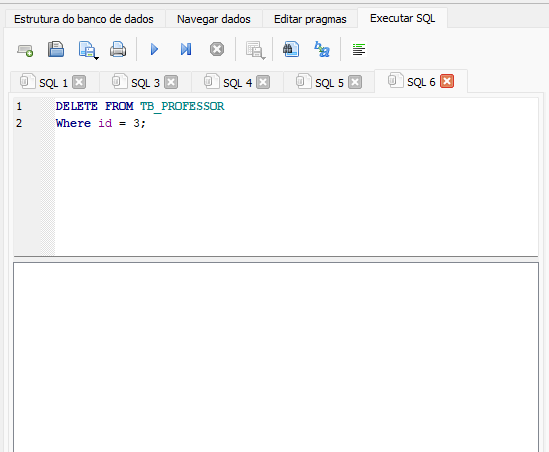 Estrutura do banco de dados Navegar dados Editar pragmas Executar SQL
SQL 1 SQL 3 SQL 4 SQL 5 SQL 6
1 DELETE FROM TB_PROFESSOR
2 Where id = 3;